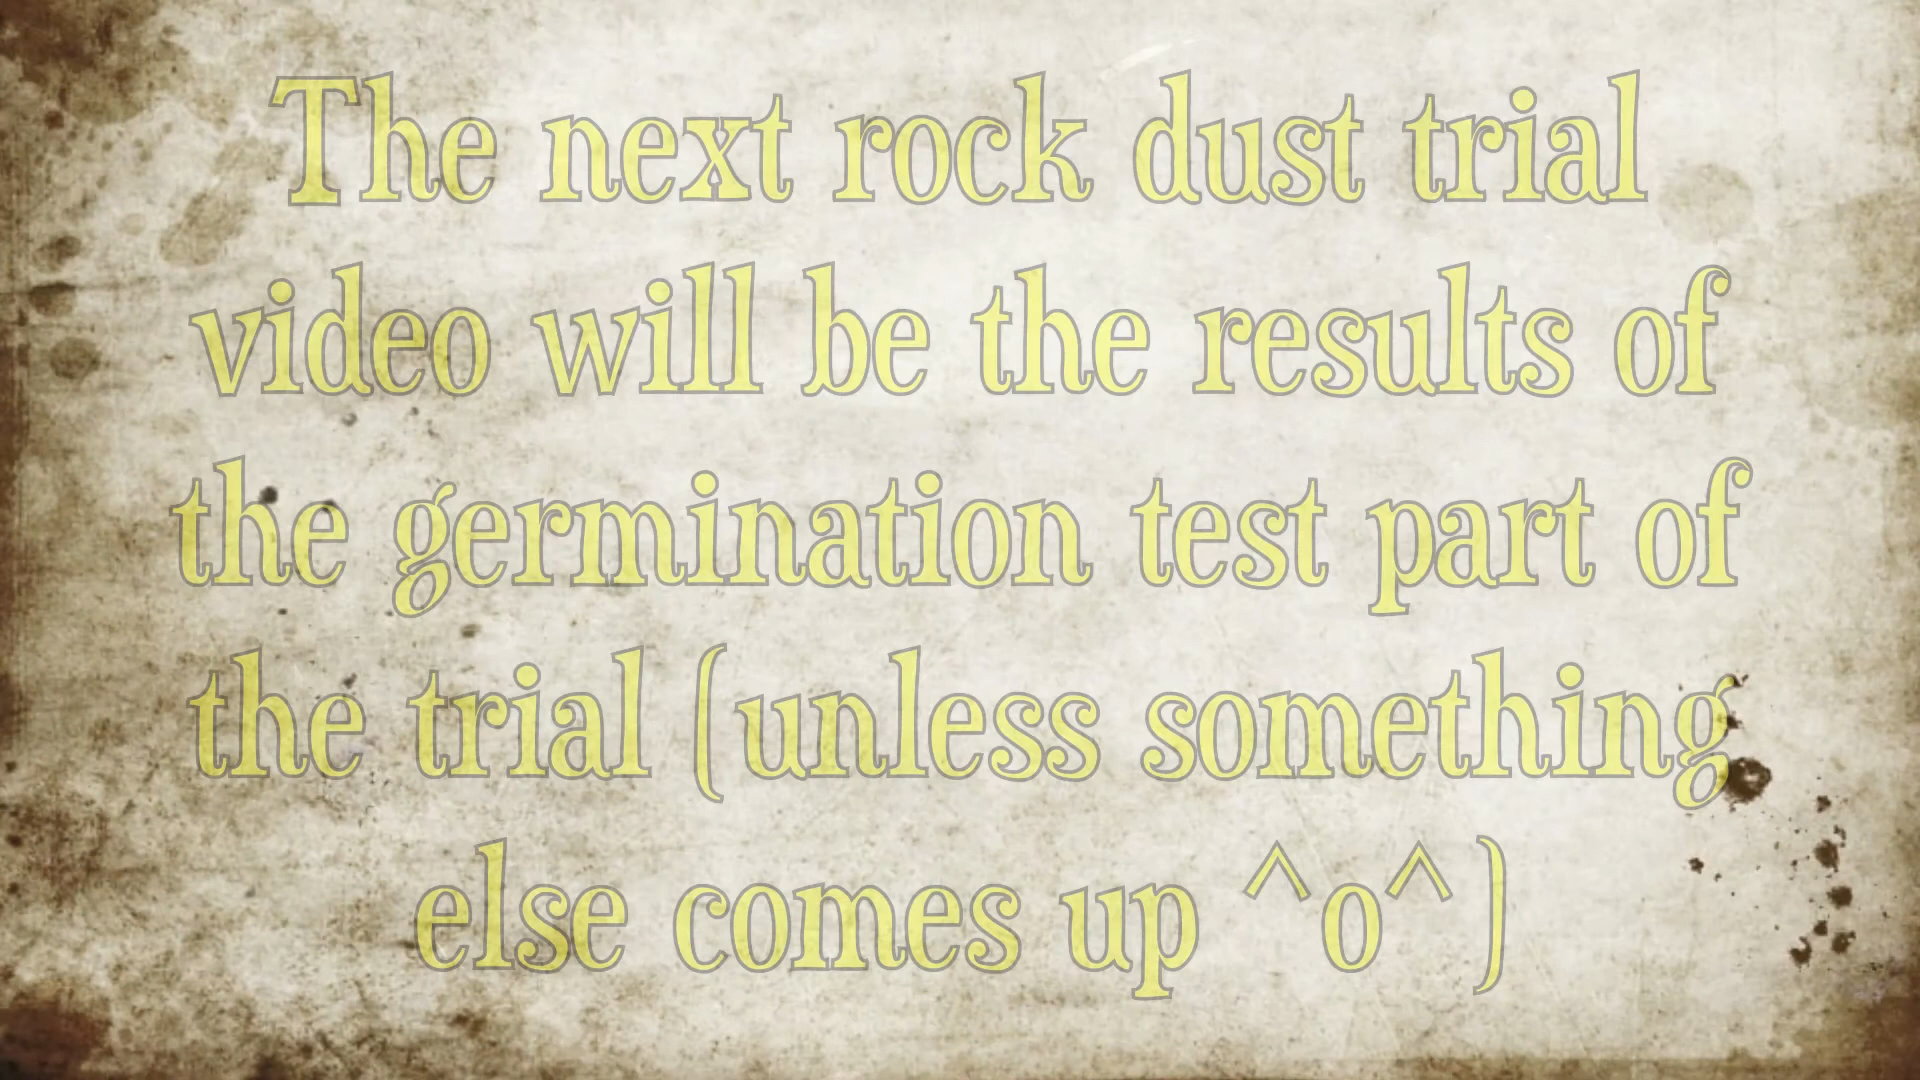 The next rock dust trial
video will be the results of
the germination test part of
the trial (unless something
else comes up ^o^)